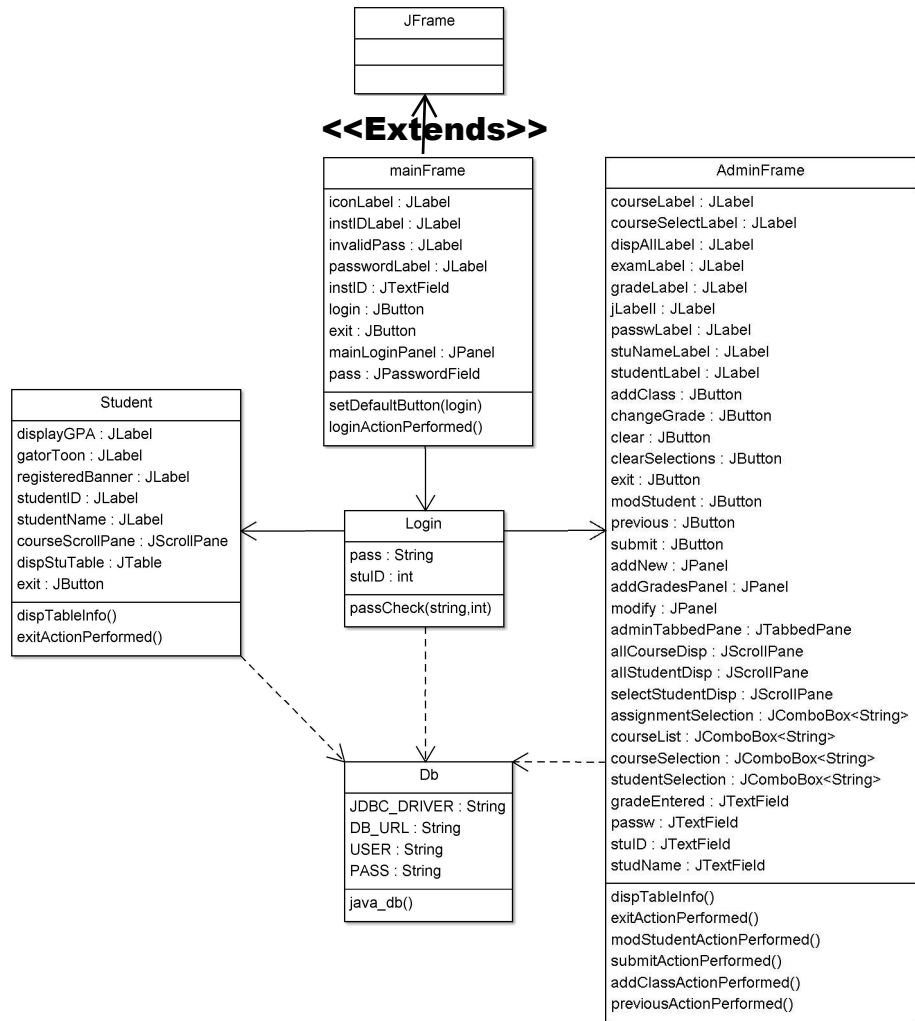 JFrame
<<Extends>>
mainFrame
iconLabel : JLabel
instIDLabel : JLabel
invalidPass : JLabel
passwordLabel : JLabel
instID : JTextField
login : JButton
exit : JButton
mainLoginPanel : JPanel
pass : JPasswordField
setDefaultButton(login)
loginActionPerformed()
AdminFrame
courseLabel : JLabel
courseSelectLabel : JLabel
dispAllLabel : JLabel
examLabel : JLabel
gradeLabel : JLabel
jLabell : JLabel
passwLabel : JLabel
stuNameLabel : JLabel
studentLabel : JLabel
addClass : JButton
changeGrade : JButton
clear : JButton
clearSelections : JButton
exit : JButton
modStudent : JButton
previous : JButton
submit : JButton
addNew : JPanel
addGradesPanel : JPanel
modify : JPanel
adminTabbedPane : JTabbedPane
allCourseDisp : JScrollPane
allStudentDisp : JScrollPane
selectStudentDisp : JScrollPane
assignmentSelection : JComboBox<String>
courseList : JComboBox<String>
courseSelection : JComboBox<String>
studentSelection : JComboBox<String>
gradeEntered : JTextField
passw : JTextField
stuID : JTextField
studName : JTextField
dispTableInfo()
exitActionPerformed()
modStudentActionPerformed()
submitActionPerformed()
addClassActionPerformed()
previousActionPerformed()
Student
displayGPA : JLabel
gatorToon : JLabel
registeredBanner : JLabel
studentID : JLabel
studentName : JLabel
courseScrollPane : JScrollPane
dispStuTable : JTable
exit : JButton
dispTableInfo()
exitActionPerformed()
Login
pass : String
stuID : int
passCheck(string,int)
Db
JDBC_DRIVER : String
DB_URL : String
USER : String
PASS : String
java_db()